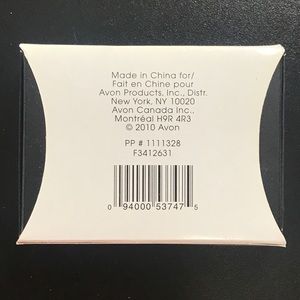 Made in China for/
Fait en Chine pour
Avon Products, Inc., Distr.
New York, NY 10020
Avon Canada Inc.,
Montréal H9R 4R3
© 2010 Avon
PP # 1111328
F3412631
0 94000 53747 5